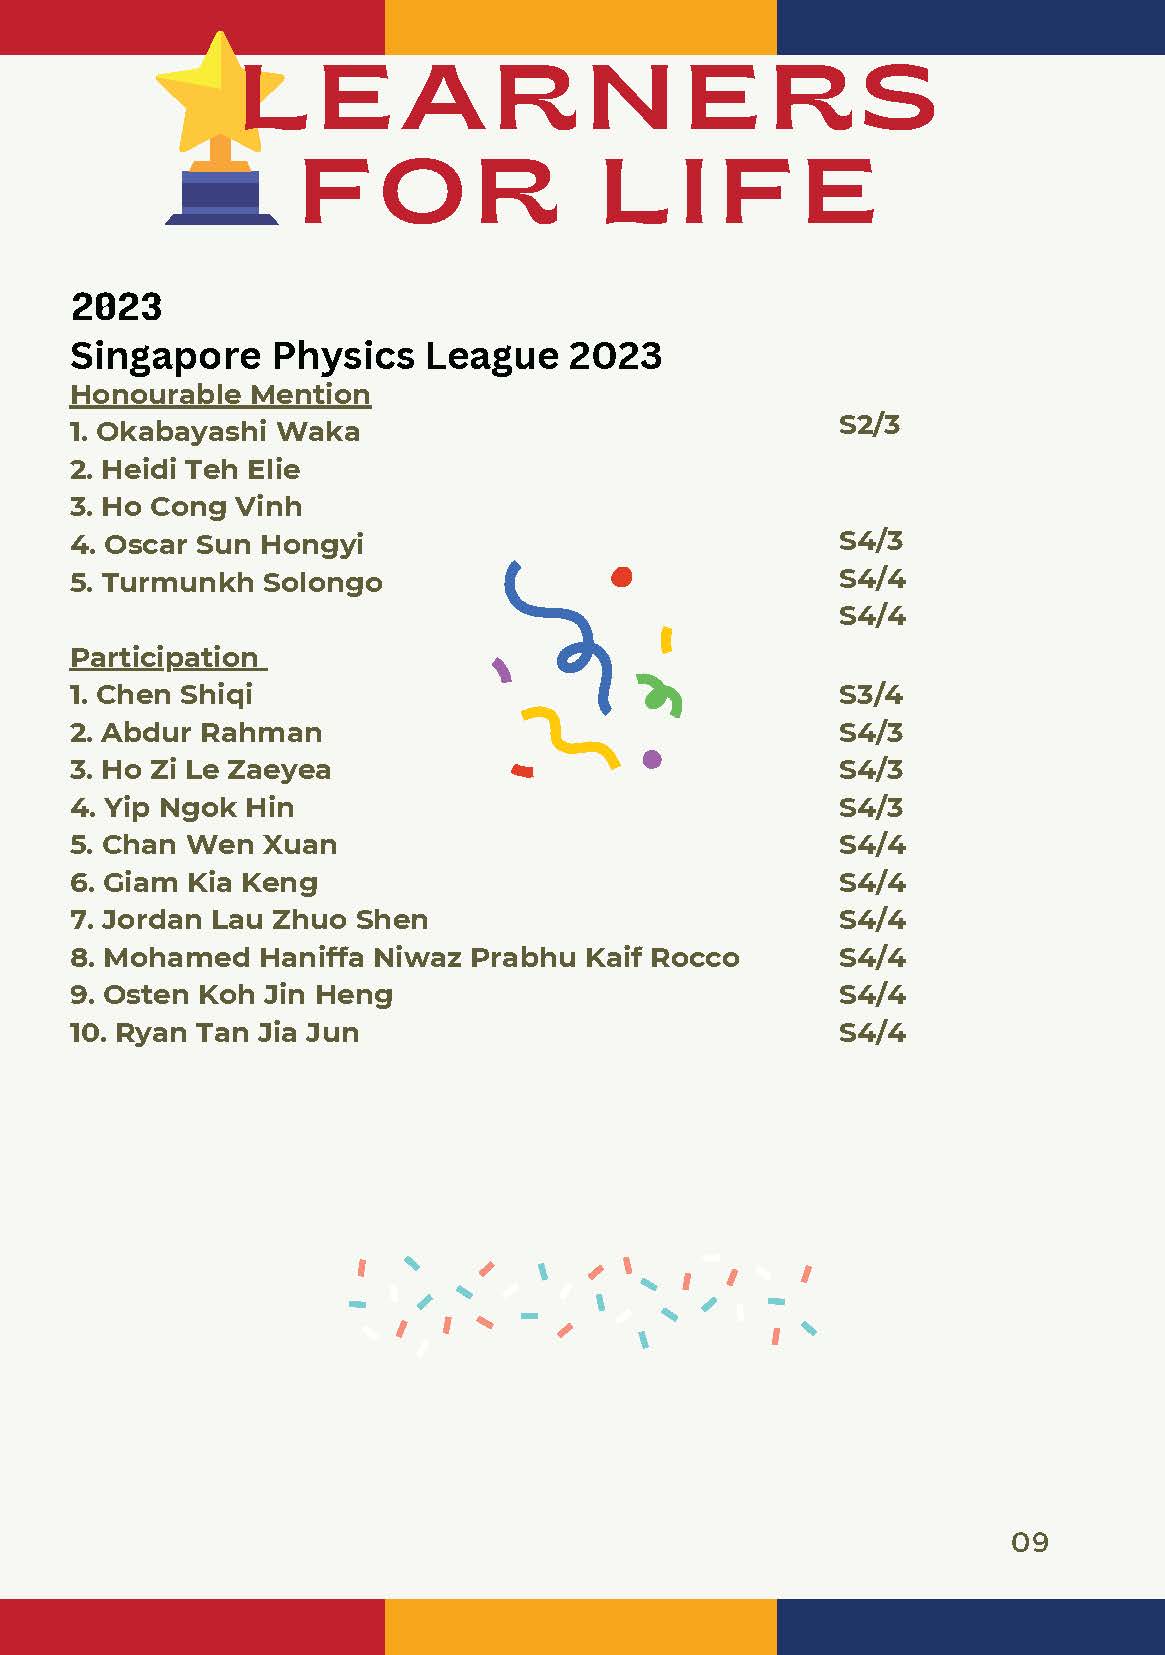 LEARNERS
FOR LIFE
2023
Singapore Physics League 2023
Honourable Mention
1. Okabayashi Waka S2/3
2. Heidi Teh Elie
3. Ho Cong Vinh
4. Oscar Sun Hongyi S4/3
5. Turmunkh Solongo S4/4
S4/4
Participation
1. Chen Shiqi S3/4
2. Abdur Rahman S4/3
3. Ho Zi Le Zaeyea S4/3
4. Yip Ngok Hin S4/3
5. Chan Wen Xuan S4/4
6. Giam Kia Keng S4/4
7. Jordan Lau Zhuo Shen S4/4
8. Mohamed Haniffa Niwaz Prabhu Kaif Rocco S4/4
9. Osten Koh Jin Heng S4/4
10. Ryan Tan Jia Jun S4/4
09